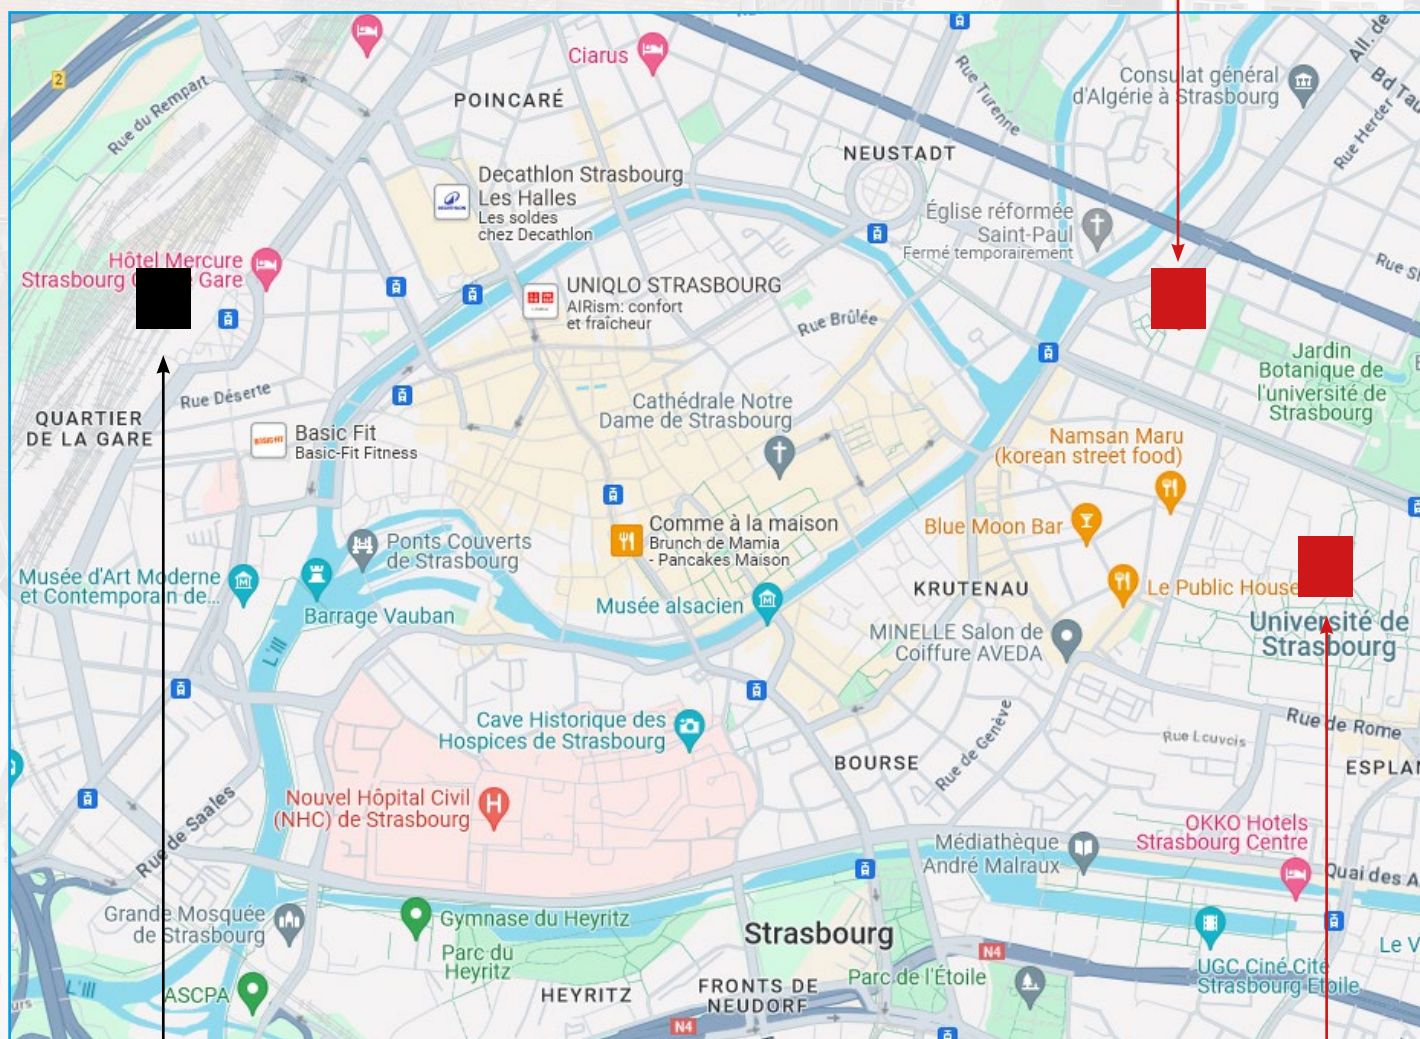 2
Ciarus
POINCARÉ
Rue du Rempart
Rue Turenne
Consulat général
d'Algérie à Strasbourg
All. de
Bd Tau
Rue Herder
NEUSTADT
Decathlon Strasbourg
Les Halles
Les soldes
chez Decathlon
Église réformée
Saint-Paul
Fermé temporairement
Hôtel Mercure
Strasbourg
Gare
UNIQLO STRASBOURG
AIRism: confort
et fraîcheur
Rue Brûlée
Jardin
Botanique de
l'université de
Strasbourg
Rue Déserte
QUARTIER
DE LA GARE
BASIC-FIT
Basic Fit
Basic-Fit Fitness
Cathédrale Notre
Dame de Strasbourg
Namsan Maru
(korean street food)
Blue Moon Bar
Ponts Couverts
de Strasbourg
Comme à la maison
Brunch de Mamia
- Pancakes Maison
Musée d'Art Moderne
et Contemporain de...
Barrage Vauban
Musée alsacien
KRUTENAU
Le Public House
Université de
Strasbourg
MINELLE Salon de
Coiffure AVEDA
L'Ill
Cave Historique des
Hospices de Strasbourg
Rue de Genève
Rue de Rome
Rue Louvois
BOURSE
ESPLAN
Nouvel Hôpital Civil
(NHC) de Strasbourg
H
Rue de Saales
Médiathèque
André Malraux
OKKO Hotels
Strasbourg Centre
Quai des A
Grande Mosquée
de Strasbourg
Gymnase du Heyritz
Parc du
Heyritz
Strasbourg
N4
Le V
ASCPA
L'Ill
HEYRITZ
FRONTS DE
NEUDORF
Parc de l'Étoile
UGC Ciné Cité
Strasbourg Etoile
N4